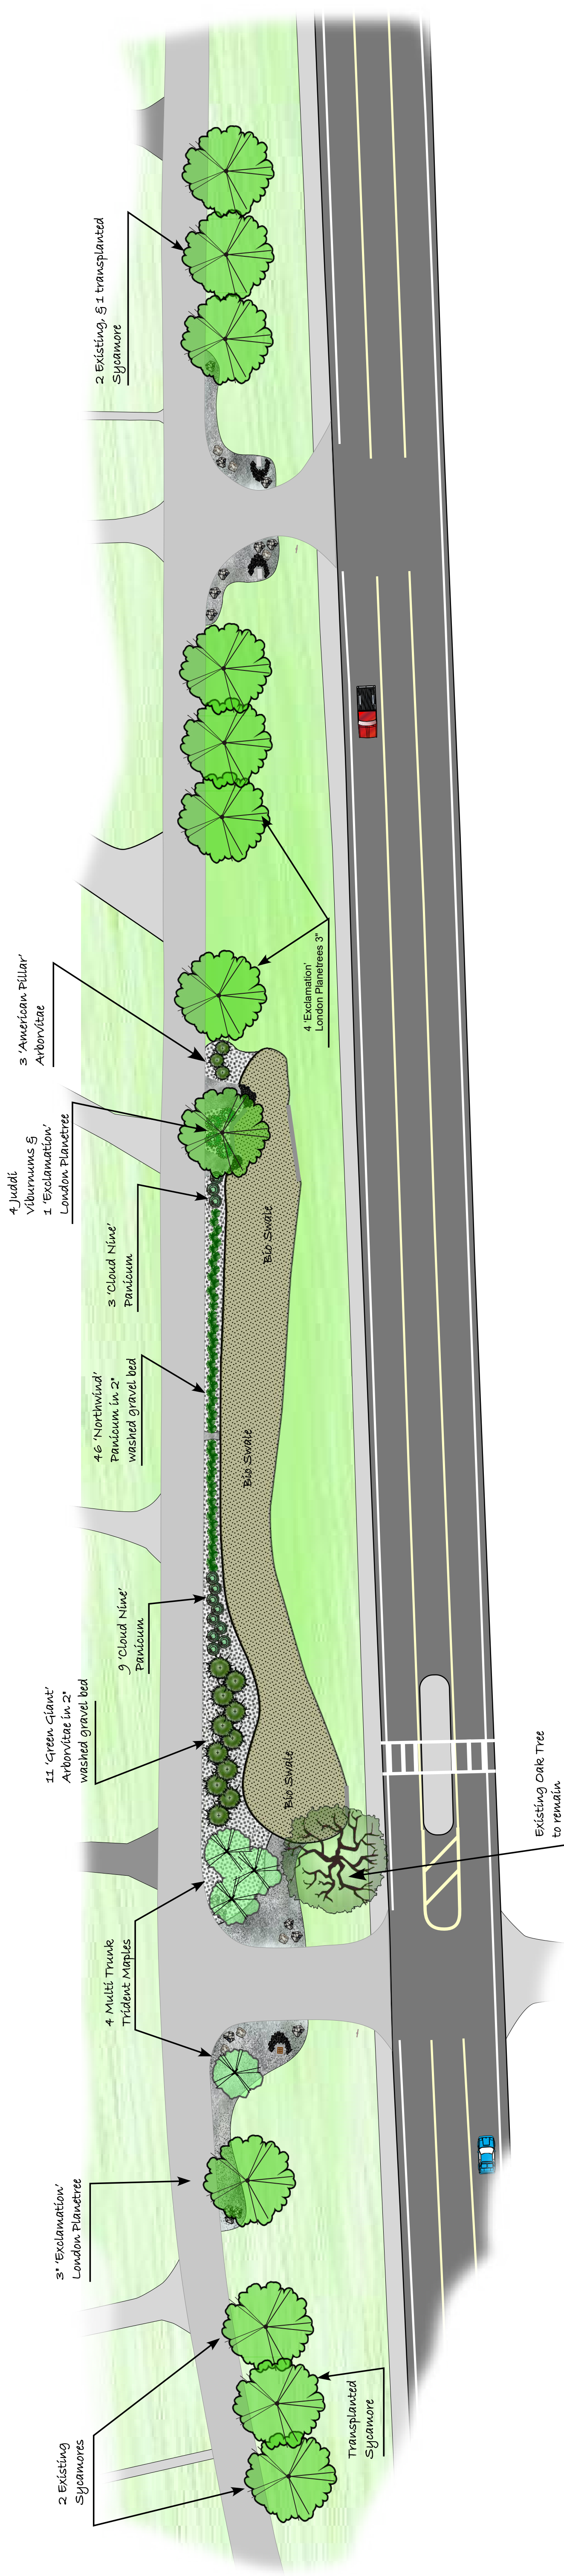 2 Existing, & 1 transplanted
Sycamore
3 'American Pillar'
Arborvitae
4 'Exclamation'
London Planetrees 3"
4 Juddi
Viburnums &
1 'Exclamation'
London Planetree
3 'Cloud Nine'
Panicum
Bio Swale
46 'Northwind'
Panicum in 2"
washed gravel bed
Bio Swale
9 'Cloud Nine'
Panicum
11 'Green Giant'
Arborvitae in 2"
washed gravel bed
Bio Swale
Existing Oak Tree
to remain
4 Multi Trunk
Trident Maples
3" 'Exclamation'
London Planetree
2 Existing
Sycamores
Transplanted
Sycamore